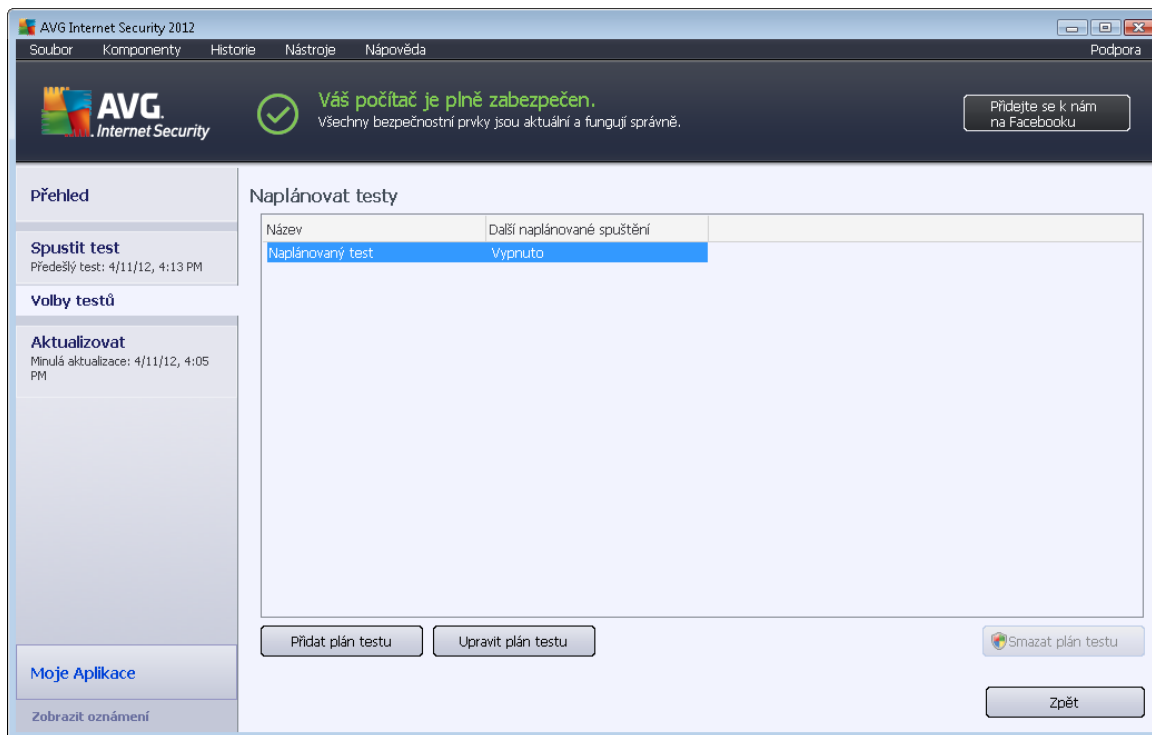 AVG Internet Security 2012
Soubor Komponenty Historie Nástroje Nápověda Podpora
AVG.
Internet Security
Váš počítač je plně zabezpečen.
Všechny bezpečnostní prvky jsou aktuální a fungují správně.
Přidejte se k nám
na Facebooku
Přehled
Spustit test
Předešlý test: 4/11/12, 4:13 PM
Volby testů
Aktualizovat
Minulá aktualizace: 4/11/12, 4:05
PM
Moje Aplikace
Zobrazit oznámení
Naplánovat testy
Název Další naplánované spuštění
Naplánovaný test Vypnuto
Přidat plán testu Upravit plán testu Smazat plán testu
Zpět